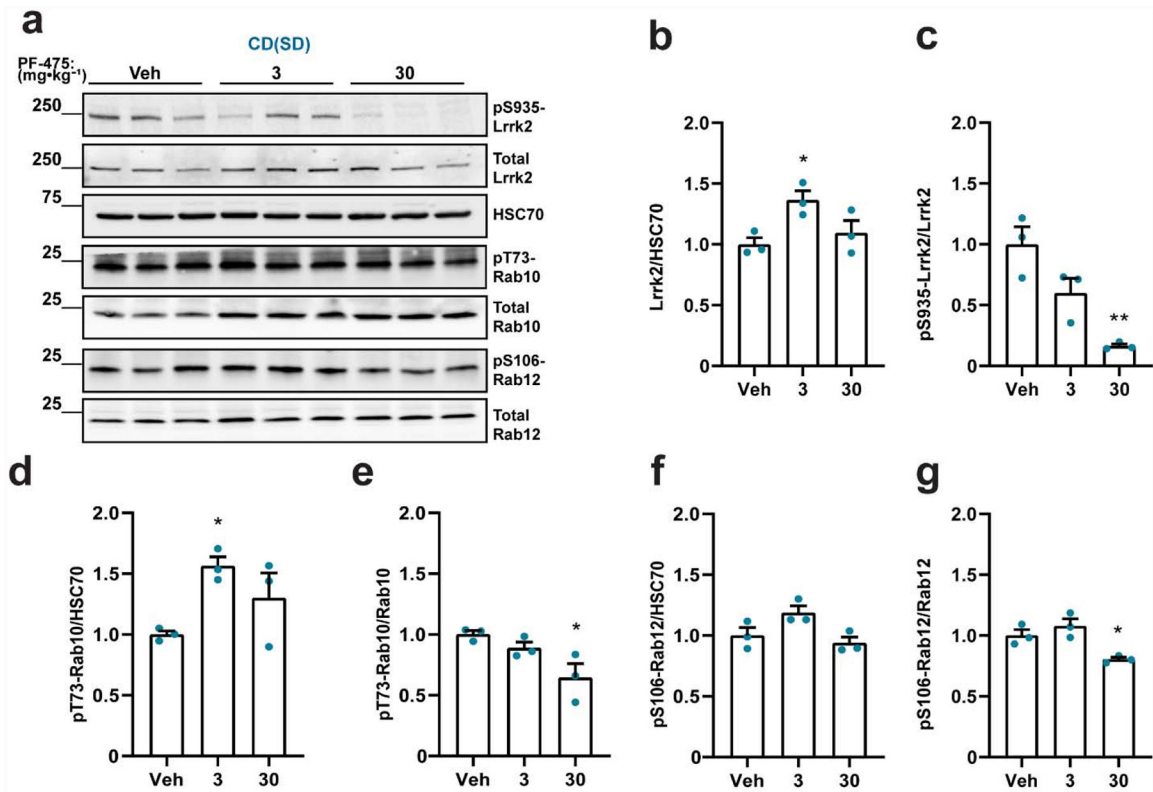 a
CD(SD)
PF-475:
(mg•kg⁻¹)
Veh 3 30
250
pS935-
Lrrk2
250
Total
Lrrk2
75
HSC70
25
pT73-
Rab10
25
Total
Rab10
25
pS106-
Rab12
25
Total
Rab12
b
Lrrk2/HSC70
2.0
1.5
1.0
0.5
0
*
Veh 3 30
c
pS935-Lrrk2/Lrrk2
2.0
1.5
1.0
0.5
0
**
Veh 3 30
d
pT73-Rab10/HSC70
2.0
1.5
1.0
0.5
0
*
Veh 3 30
e
pT73-Rab10/Rab10
2.0
1.5
1.0
0.5
0
*
Veh 3 30
f
pS106-Rab12/HSC70
2.0
1.5
1.0
0.5
0
Veh 3 30
g
pS106-Rab12/Rab12
2.0
1.5
1.0
0.5
0
*
Veh 3 30